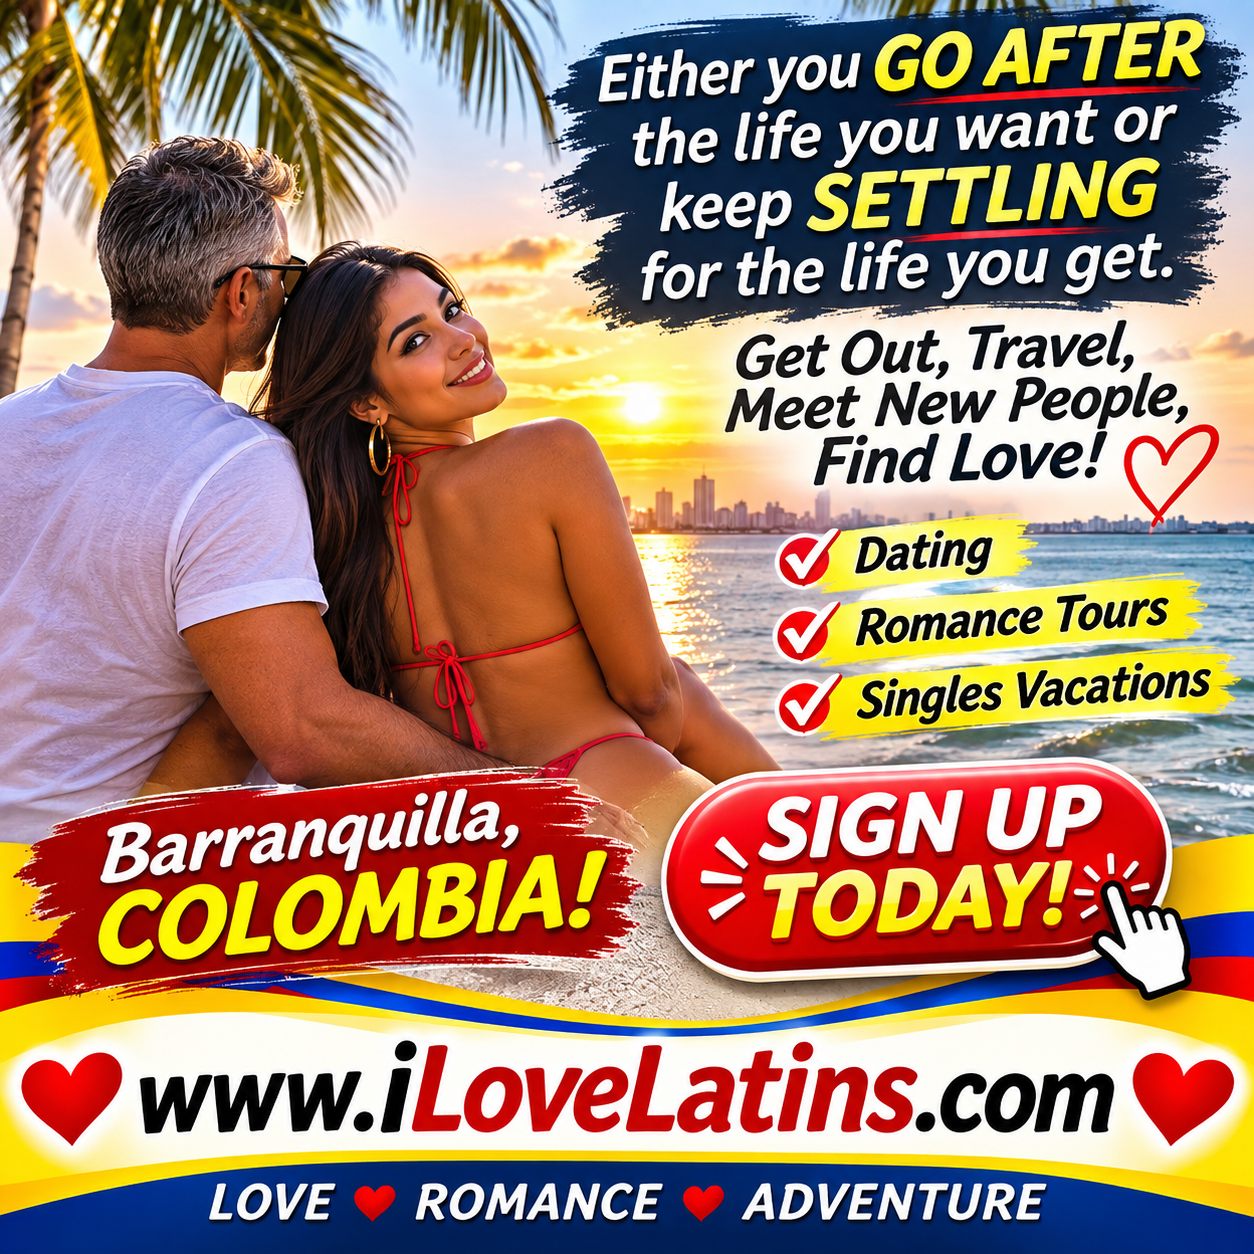 Either you GO AFTER
the life you want or
keep SETTLING
for the life you get.
Get Out, Travel,
Meet New People,
Find Love!
Dating
Romance Tours
Singles Vacations
Barranquilla,
COLOMBIA!
SIGN UP
TODAY!
www.iLoveLatins.com
LOVE ROMANCE ADVENTURE